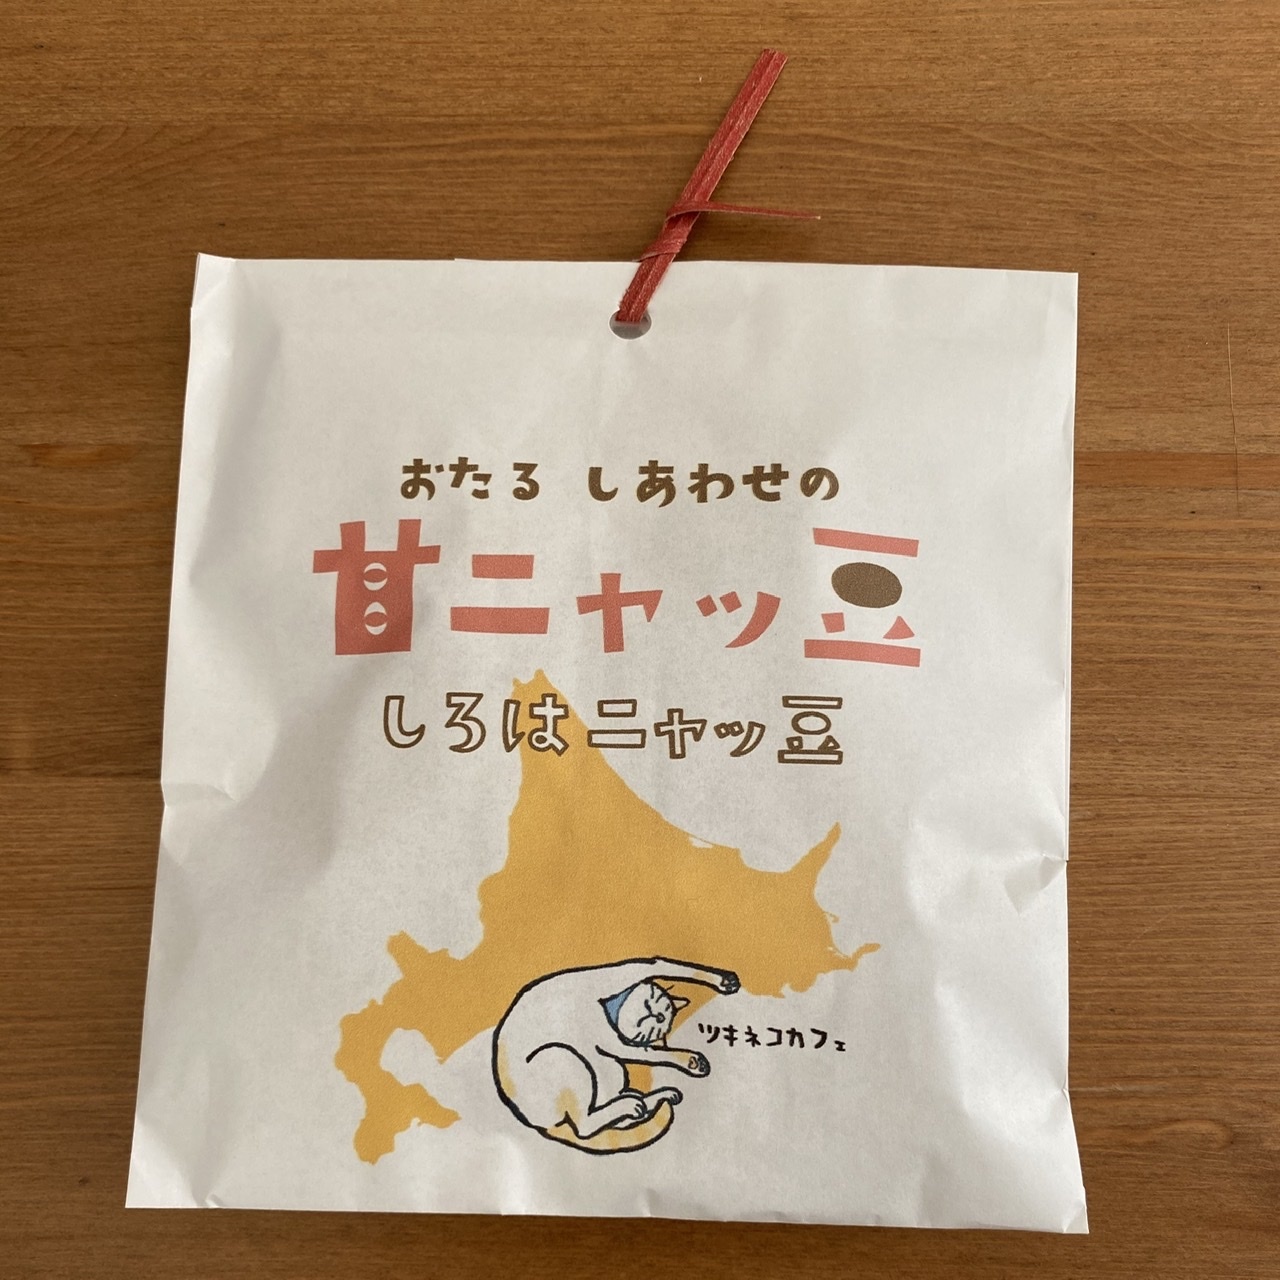 おたる しあわせの
甘ニャッ豆
しろはニャッ豆
ツキネコカフェ